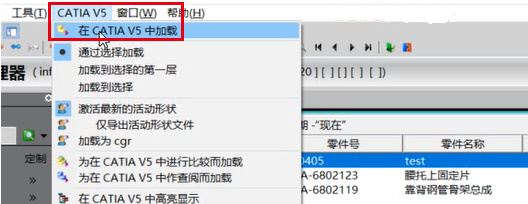 工具(T) CATIA V5 窗口(W) 帮助(H)
在 CATIA V5 中加载
通过选择加载
理器 ( inf 20 ] [ ] [ ] [ ] [ ])
加载到选择的第一层
加载到选择
激活最新的活动形状
仅导出活动形状文件
期 -“现在”
加载为 cgr
零件号 零件名称
定制
为在 CATIA V5 中进行比较而加载
0405 test
为在 CATIA V5 中作查阅而加载
A-6802123 腰托上固定片
A-6802119 靠背钢管骨架总成
在 CATIA V5 中高亮显示